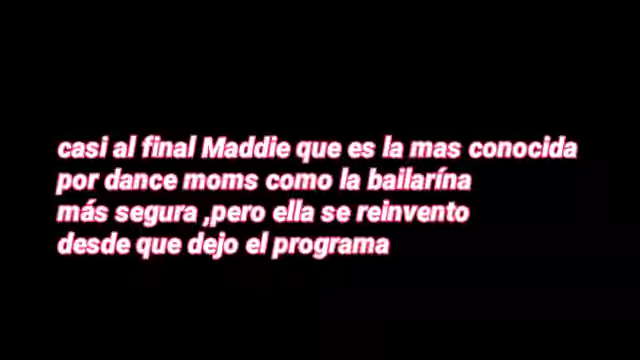 casi al final Maddie que es la mas conocida
por dance moms como la bailarína
más segura ,pero ella se reinvento
desde que dejo el programa